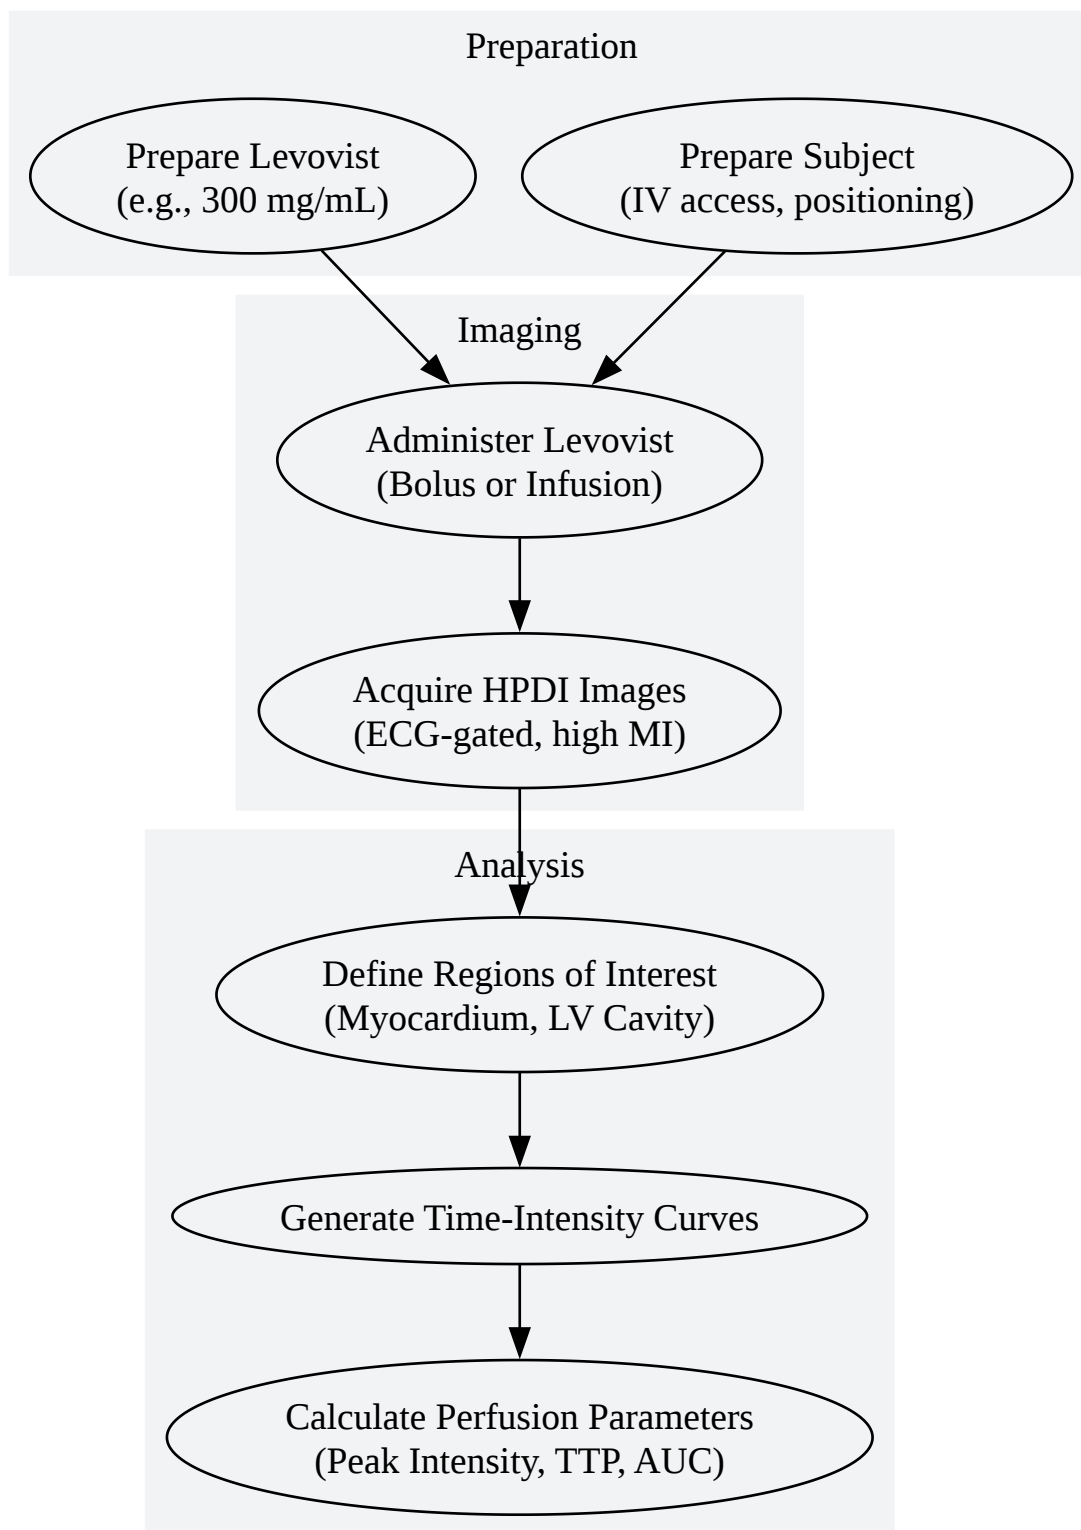 Preparation
Prepare Levovist
(e.g., 300 mg/mL)
Prepare Subject
(IV access, positioning)
Imaging
Administer Levovist
(Bolus or Infusion)
Acquire HPDI Images
(ECG-gated, high MI)
Analysis
Define Regions of Interest
(Myocardium, LV Cavity)
Generate Time-Intensity Curves
Calculate Perfusion Parameters
(Peak Intensity, TTP, AUC)